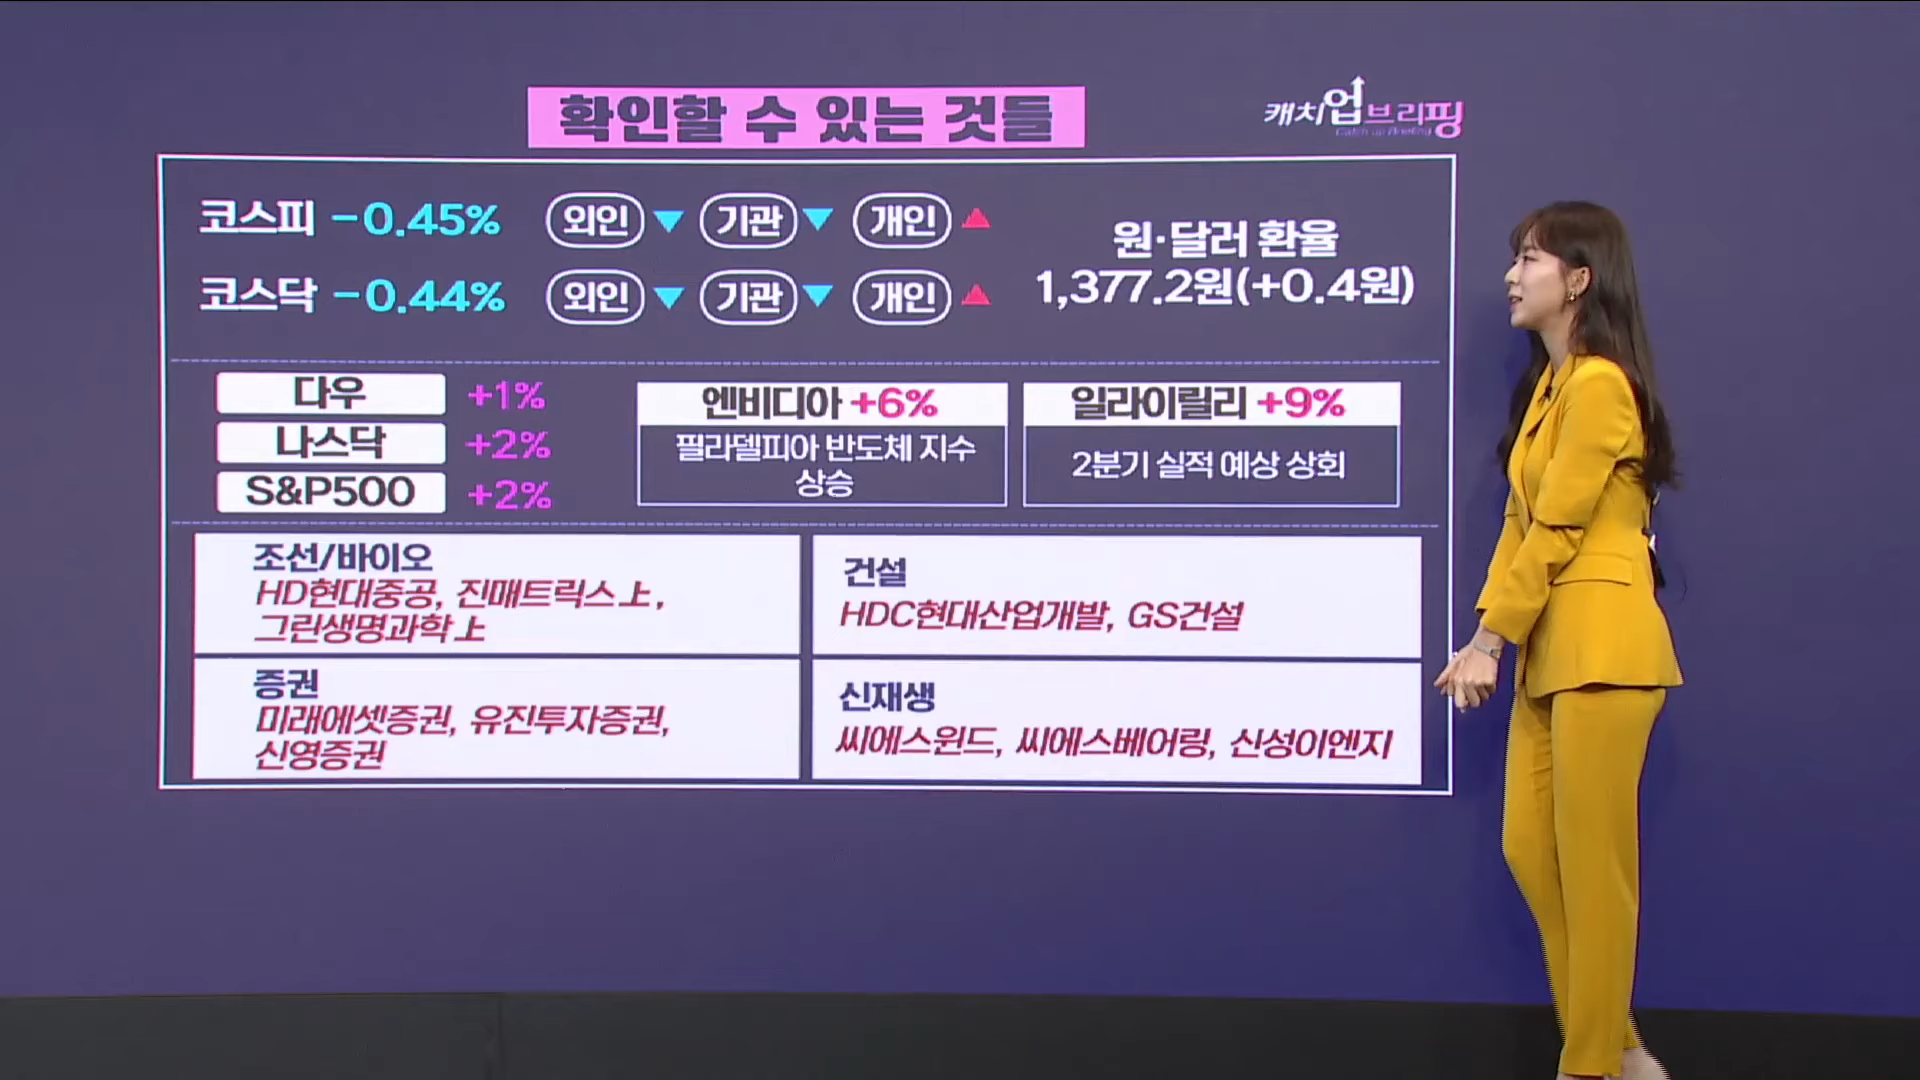 확인할 수 있는 것들
캐치업브리핑
Catch up Briefing
코스피 -0.45% 외인 ▼ 기관 ▼ 개인 ▲
코스닥 -0.44% 외인 ▼ 기관 ▼ 개인 ▲
원·달러 환율
1,377.2원(+0.4원)
다우 +1%
나스닥 +2%
S&P500 +2%
엔비디아 +6%
필라델피아 반도체 지수
상승
일라이릴리 +9%
2분기 실적 예상 상회
조선/바이오
HD현대중공, 진매트릭스上,
그린생명과학上
건설
HDC현대산업개발, GS건설
증권
미래에셋증권, 유진투자증권,
신영증권
신재생
씨에스윈드, 씨에스베어링, 신성이엔지